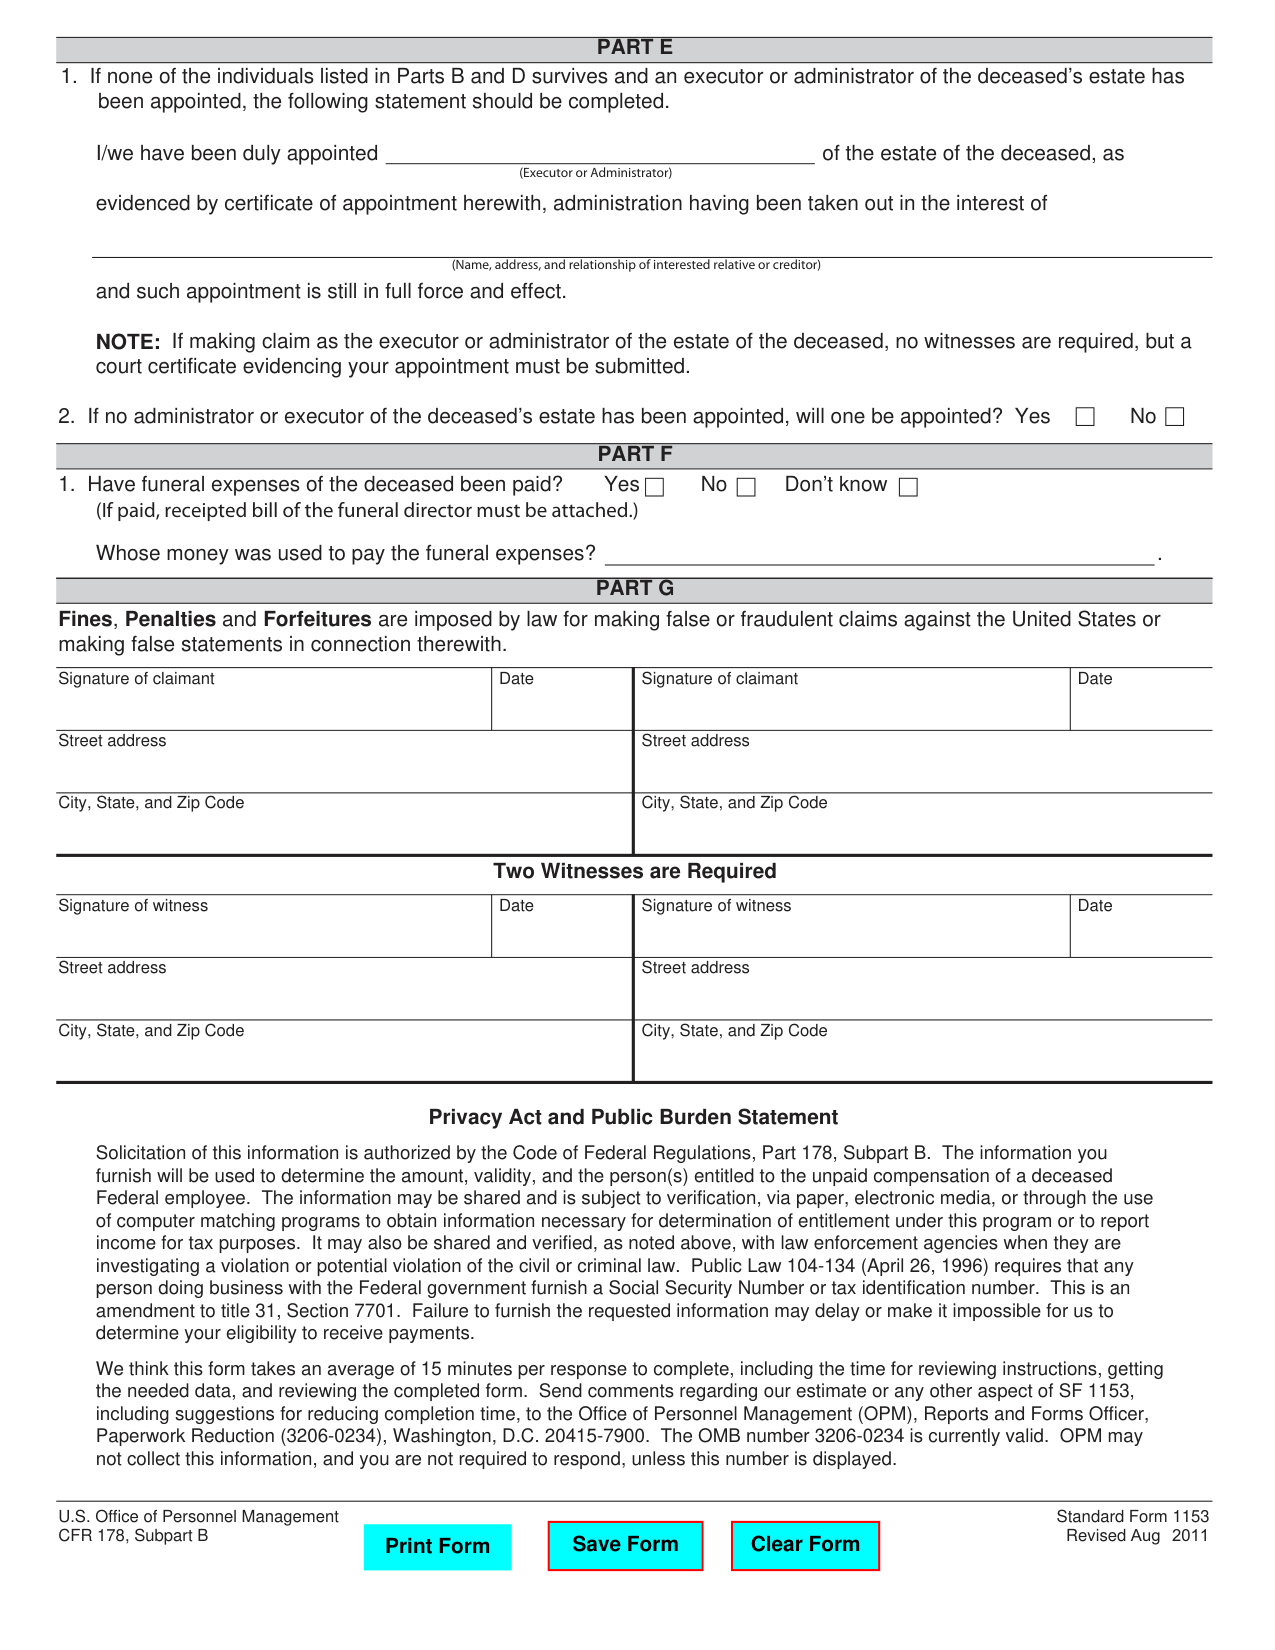 PART E
1. If none of the individuals listed in Parts B and D survives and an executor or administrator of the deceased's estate has
been appointed, the following statement should be completed.
I/we have been duly appointed ______________________ of the estate of the deceased, as
(Executor or Administrator)
evidenced by certificate of appointment herewith, administration having been taken out in the interest of
(Name, address, and relationship of interested relative or creditor)
and such appointment is still in full force and effect.
NOTE: If making claim as the executor or administrator of the estate of the deceased, no witnesses are required, but a
court certificate evidencing your appointment must be submitted.
2. If no administrator or executor of the deceased's estate has been appointed, will one be appointed? Yes ☐ No ☐
PART F
1. Have funeral expenses of the deceased been paid? Yes ☐ No ☐ Don't know ☐
(If paid, receipted bill of the funeral director must be attached.)
Whose money was used to pay the funeral expenses? ______________________ .
PART G
Fines, Penalties and Forfeitures are imposed by law for making false or fraudulent claims against the United States or
making false statements in connection therewith.
Signature of claimant Date Signature of claimant Date
Street address Street address
City, State, and Zip Code City, State, and Zip Code
Two Witnesses are Required
Signature of witness Date Signature of witness Date
Street address Street address
City, State, and Zip Code City, State, and Zip Code
Privacy Act and Public Burden Statement
Solicitation of this information is authorized by the Code of Federal Regulations, Part 178, Subpart B. The information you
furnish will be used to determine the amount, validity, and the person(s) entitled to the unpaid compensation of a deceased
Federal employee. The information may be shared and is subject to verification, via paper, electronic media, or through the use
of computer matching programs to obtain information necessary for determination of entitlement under this program or to report
income for tax purposes. It may also be shared and verified, as noted above, with law enforcement agencies when they are
investigating a violation or potential violation of the civil or criminal law. Public Law 104-134 (April 26, 1996) requires that any
person doing business with the Federal government furnish a Social Security Number or tax identification number. This is an
amendment to title 31, Section 7701. Failure to furnish the requested information may delay or make it impossible for us to
determine your eligibility to receive payments.
We think this form takes an average of 15 minutes per response to complete, including the time for reviewing instructions, getting
the needed data, and reviewing the completed form. Send comments regarding our estimate or any other aspect of SF 1153,
including suggestions for reducing completion time, to the Office of Personnel Management (OPM), Reports and Forms Officer,
Paperwork Reduction (3206-0234), Washington, D.C. 20415-7900. The OMB number 3206-0234 is currently valid. OPM may
not collect this information, and you are not required to respond, unless this number is displayed.
U.S. Office of Personnel Management Standard Form 1153
CFR 178, Subpart B Revised Aug 2011
Print Form Save Form Clear Form